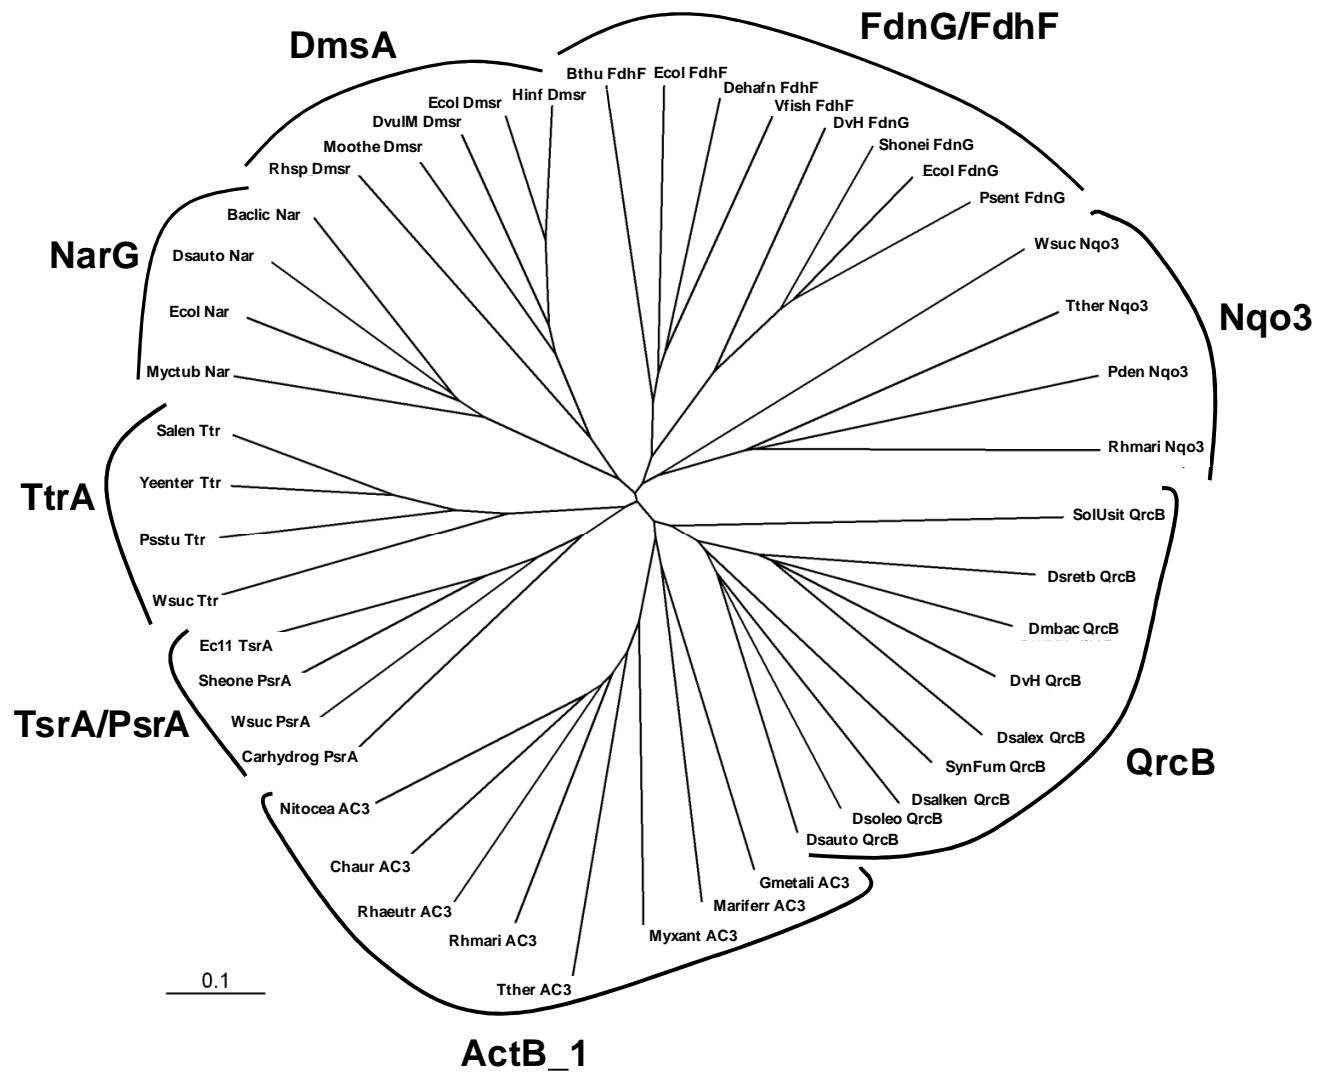 FdnG/FdhF
DmsA
Bthu FdhF
Ecol FdhF
Dehafn FdhF
Hinf Dmsr
Ecol Dmsr
Vfish FdhF
DvulM Dmsr
DvH FdnG
Moothe Dmsr
Shonei FdnG
Rhsp Dmsr
Ecol FdnG
Psent FdnG
Baclic Nar
Wsuc Nqo3
NarG
Dsauto Nar
Tther Nqo3
Ecol Nar
Nqo3
Myctub Nar
Pden Nqo3
Salen Ttr
Rhmari Nqo3
Yeenter Ttr
TtrA
SolUsit QrcB
Psstu Ttr
Dsretb QrcB
Wsuc Ttr
Dmbac QrcB
Ec11 TsrA
Sheone PsrA
DvH QrcB
Wsuc PsrA
TsrA/PsrA
Dsalex QrcB
Carhydrog PsrA
QrcB
SynFum QrcB
Dsalken QrcB
Nitocea AC3
Dsoleo QrcB
Dsauto QrcB
Chaur AC3
Gmetali AC3
Mariferr AC3
Rhaeutr AC3
Myxant AC3
Rhmari AC3
0.1
Tther AC3
ActB_1